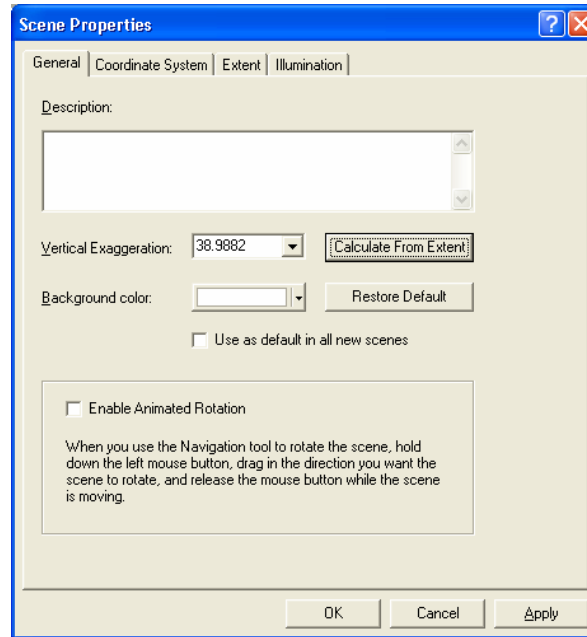 Scene Properties
General Coordinate System Extent Illumination
Description:
Vertical Exaggeration: 38.9882 Calculate From Extent
Background color: Restore Default
Use as default in all new scenes
Enable Animated Rotation
When you use the Navigation tool to rotate the scene, hold
down the left mouse button, drag in the direction you want the
scene to rotate, and release the mouse button while the scene
is moving.
OK Cancel Apply